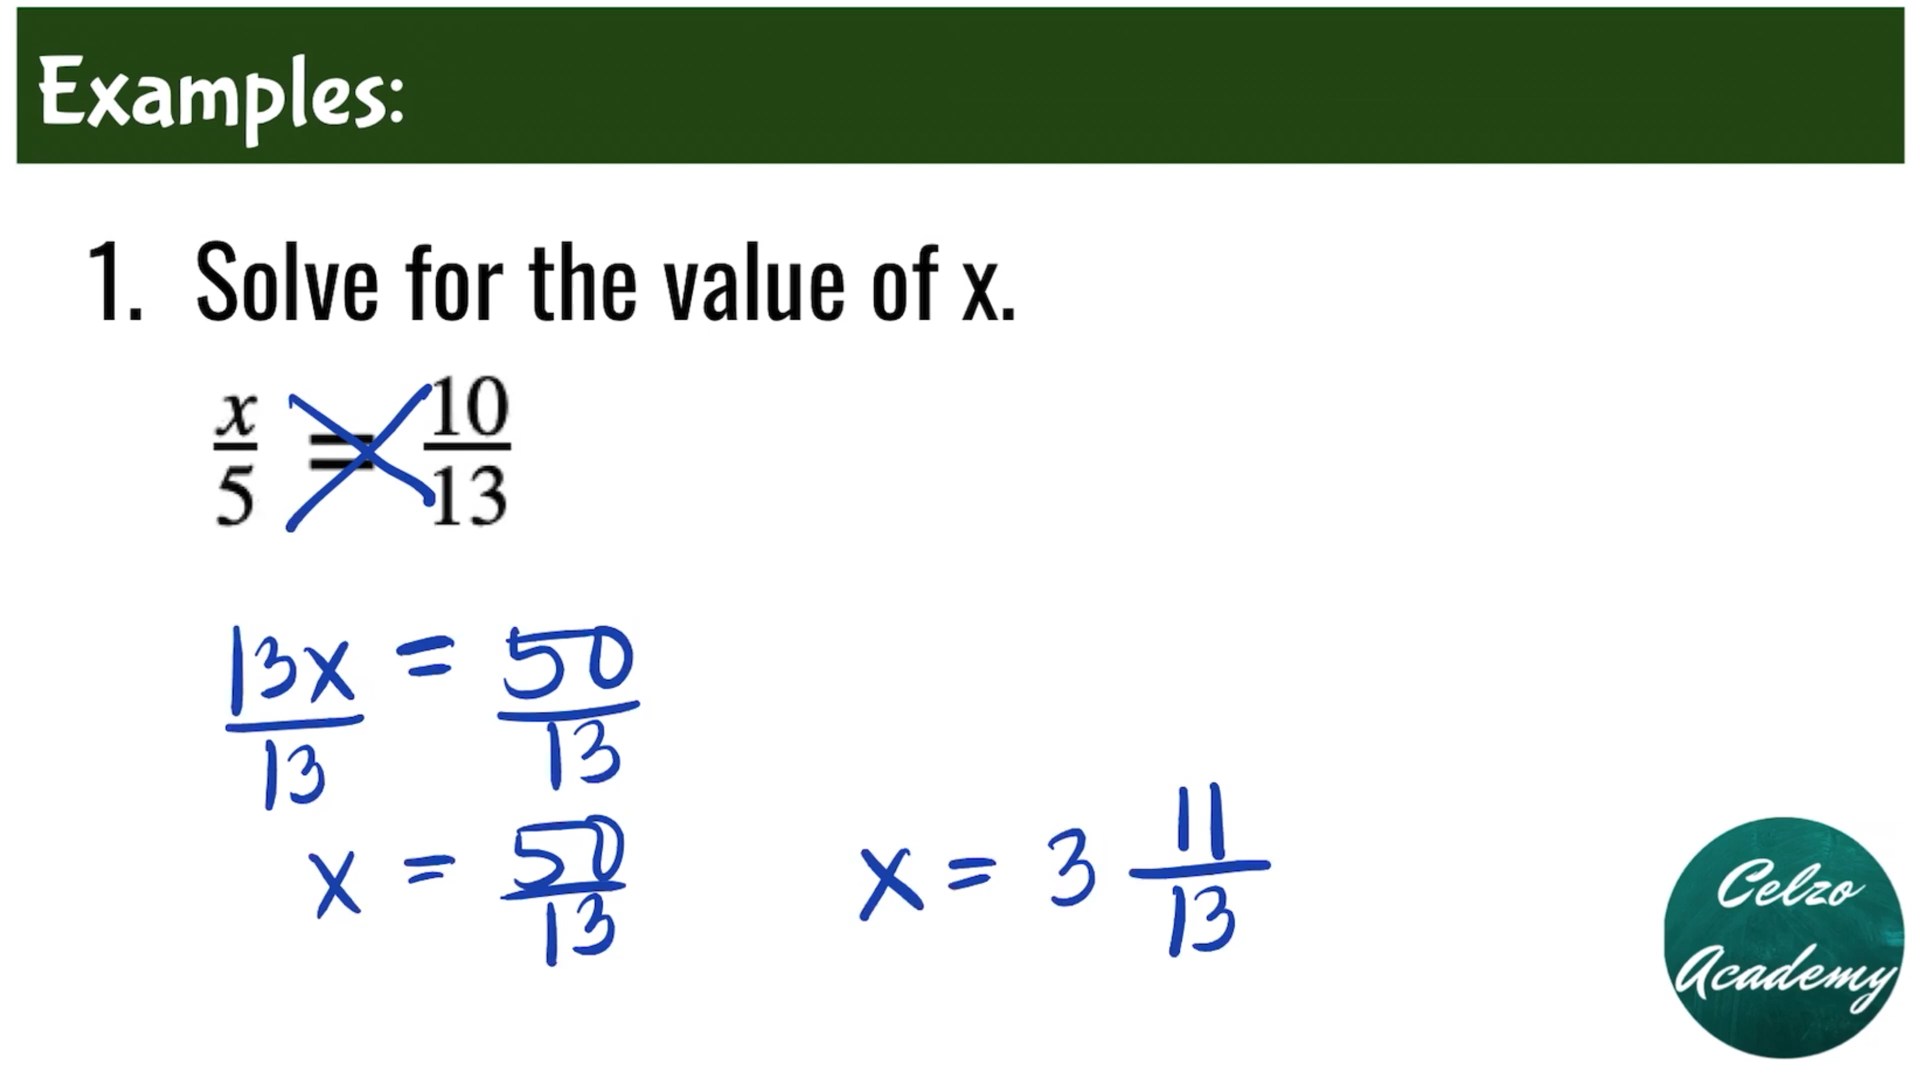 Examples:
1. Solve for the value of x.
x/5 = 10/13
13x/13 = 50/13
x = 50/13
x = 3 11/13
Celzo
Academy